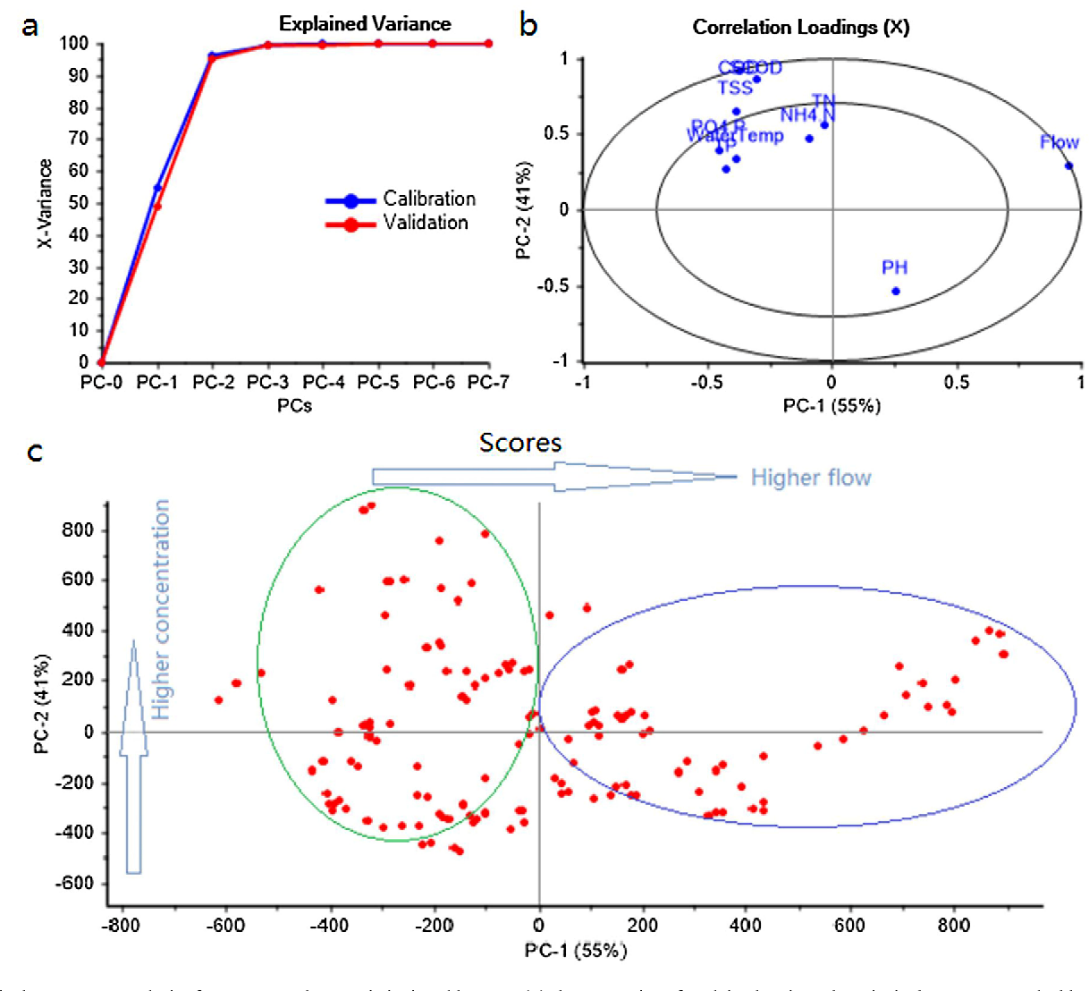 a
Explained Variance
100
90
80
70
60
50
40
30
20
10
0
X-Variance
Calibration
Validation
PC-0 PC-1 PC-2 PC-3 PC-4 PC-5 PC-6 PC-7
PCs
b
Correlation Loadings (X)
1
0.5
0
-0.5
-1
PC-2 (41%)
TSS
TN
NH4 N
PO4 P
WaterTemp
TP
Flow
PH
-1 -0.5 0 0.5 1
PC-1 (55%)
c
Scores
Higher flow
Higher concentration
800
600
400
200
0
-200
-400
-600
PC-2 (41%)
-800 -600 -400 -200 0 200 400 600 800
PC-1 (55%)